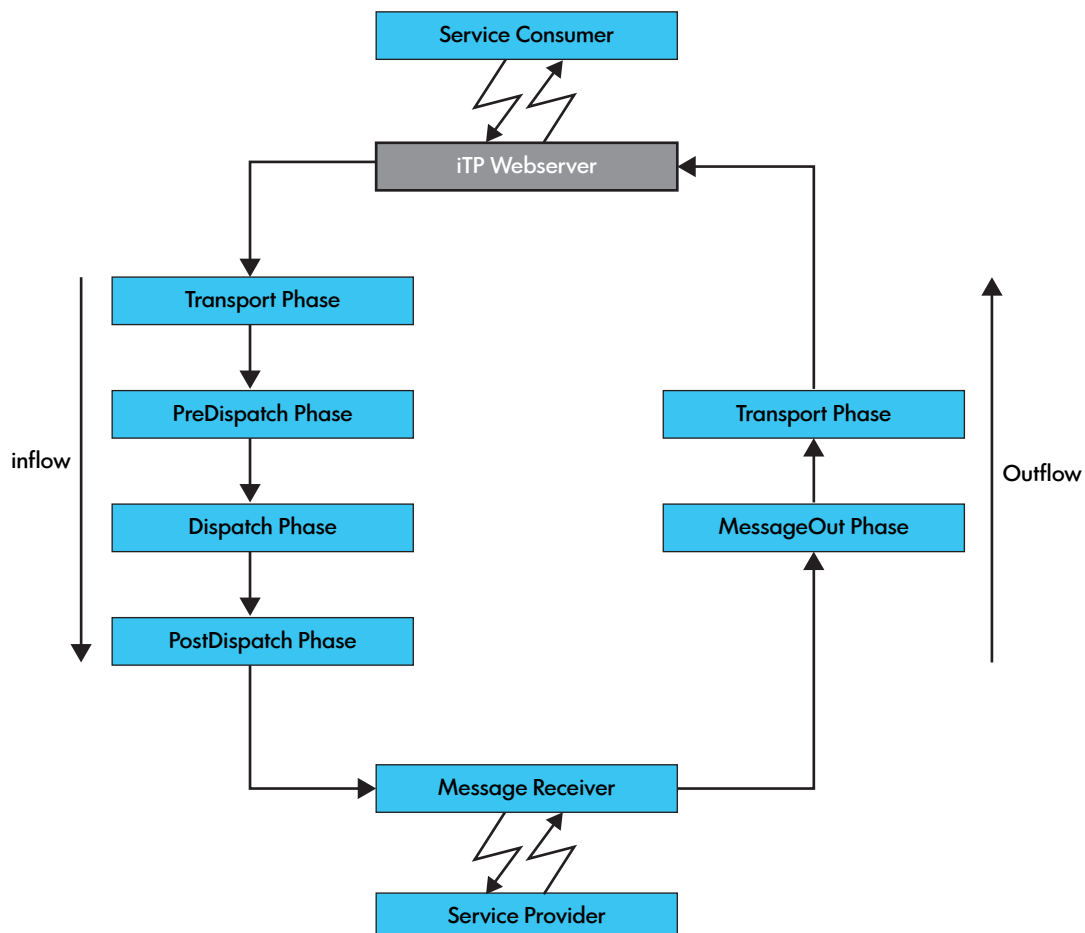 Service Consumer
iTP Webserver
Transport Phase
PreDispatch Phase
Transport Phase
inflow
Outflow
Dispatch Phase
MessageOut Phase
PostDispatch Phase
Message Receiver
Service Provider